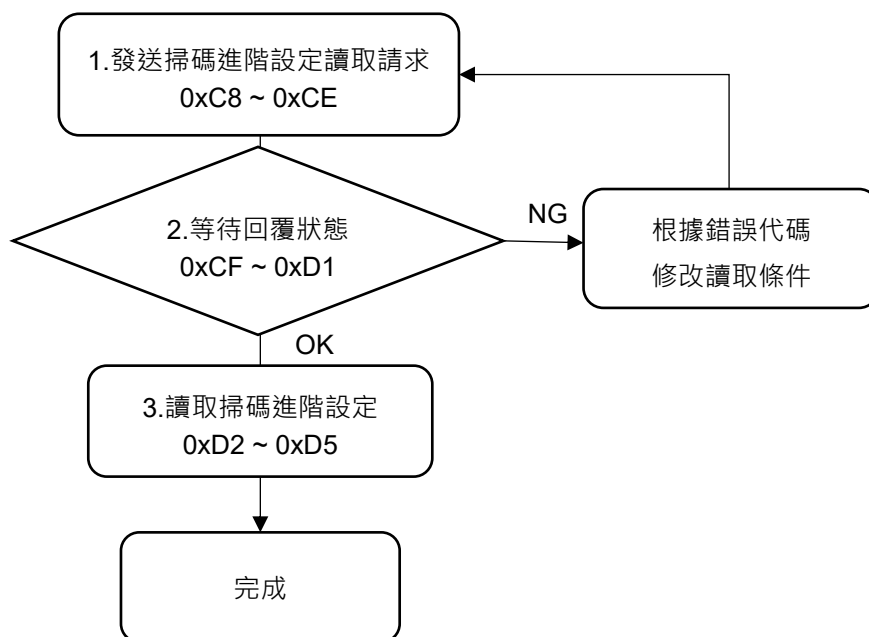 1.發送掃碼進階設定讀取請求
0xC8 ~ 0xCE
2.等待回覆狀態
0xCF ~ 0xD1
NG
根據錯誤代碼
修改讀取條件
OK
3.讀取掃碼進階設定
0xD2 ~ 0xD5
完成